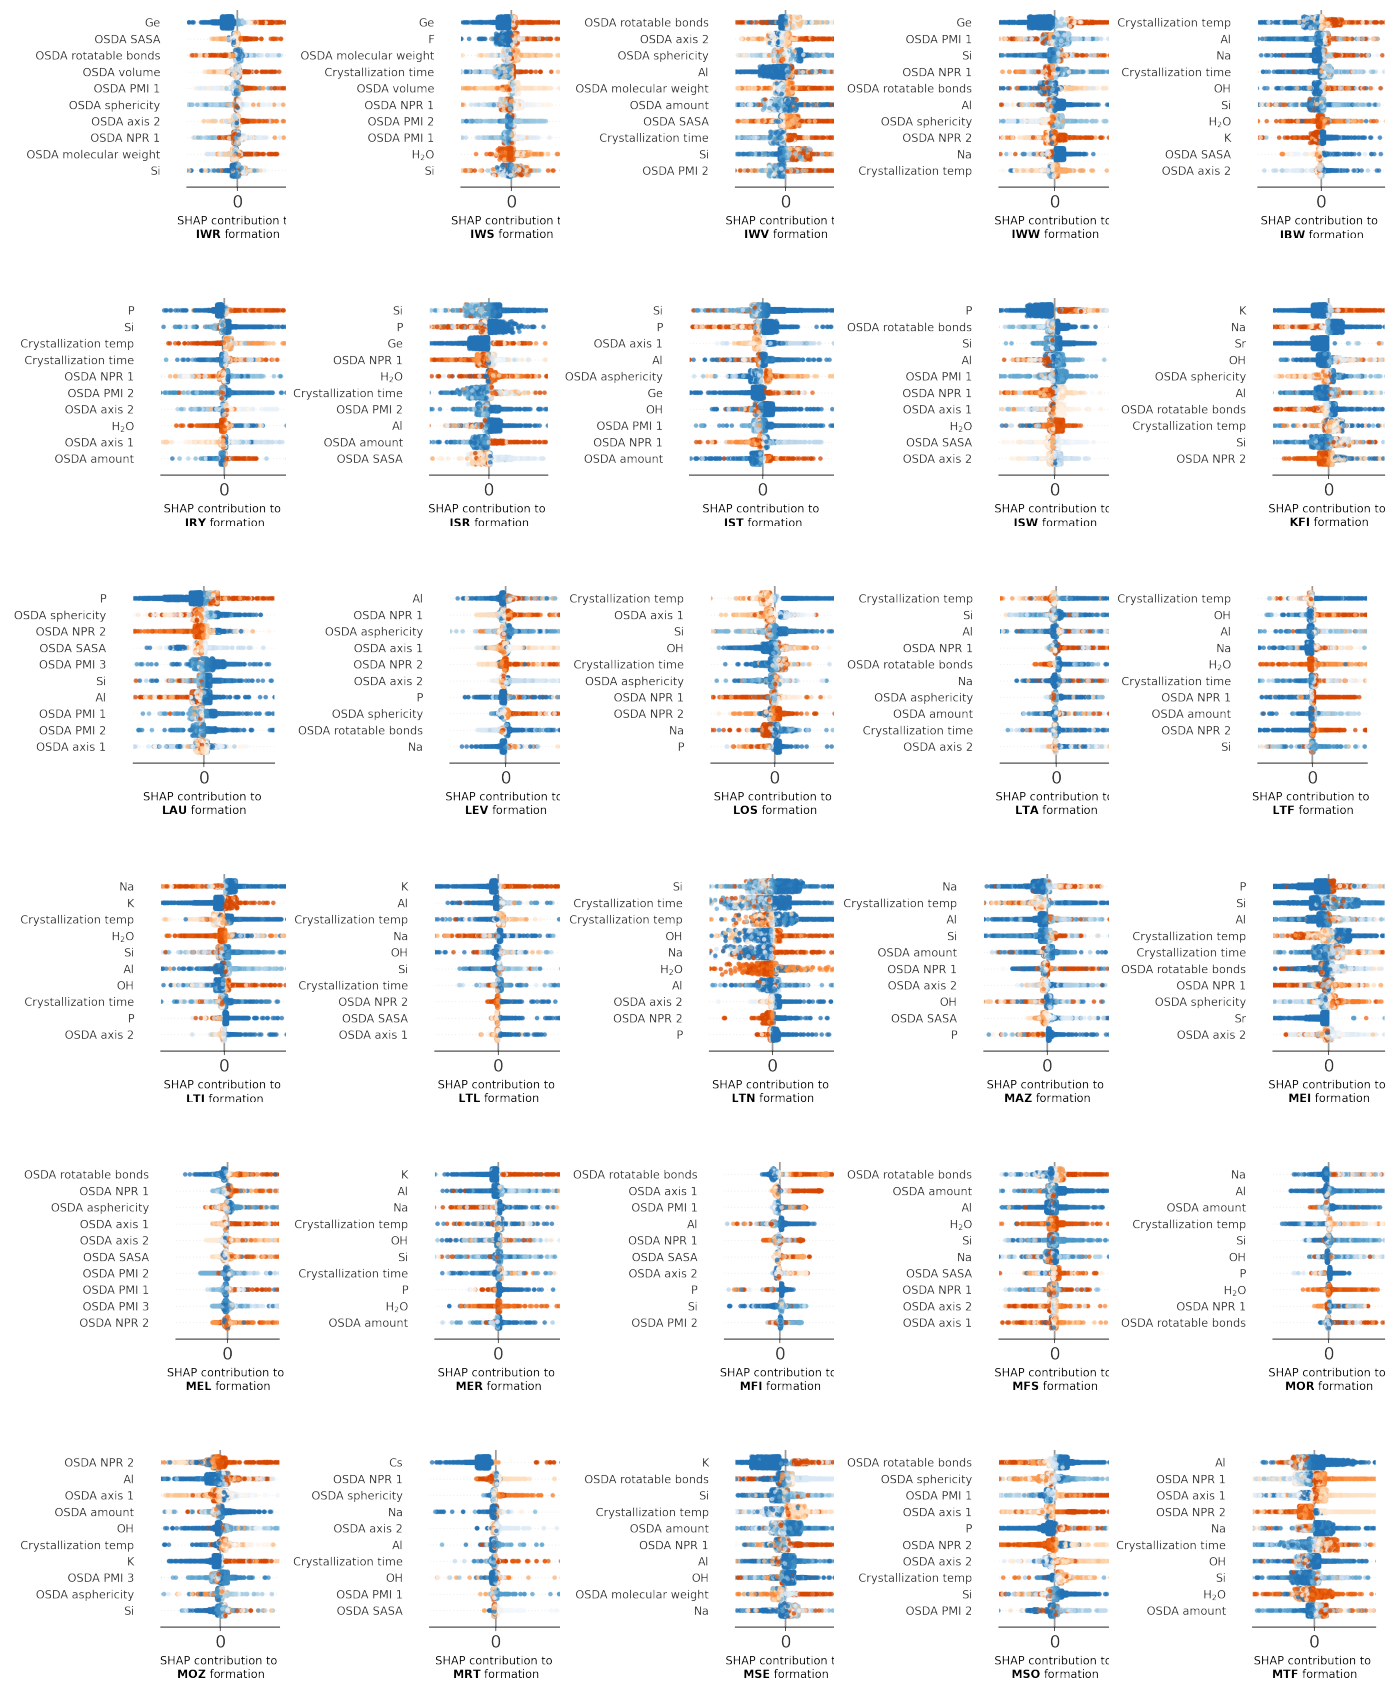 Ge
OSDA SASA
OSDA rotatable bonds
OSDA volume
OSDA PMI 1
OSDA sphericity
OSDA axis 2
OSDA NPR 1
OSDA molecular weight
Si
0
SHAP contribution t
IWR formation
Ge
F
OSDA molecular weight
Crystallization time
OSDA volume
OSDA NPR 1
OSDA PMI 2
OSDA PMI 1
H₂O
Si
0
SHAP contribution t
IWS formation
OSDA rotatable bonds
OSDA axis 2
OSDA sphericity
Al
OSDA molecular weight
OSDA amount
OSDA SASA
Crystallization time
Si
OSDA PMI 2
0
SHAP contribution t
IWV formation
Ge
OSDA PMI 1
Si
OSDA NPR 1
OSDA rotatable bonds
Al
OSDA sphericity
OSDA NPR 2
Na
Crystallization temp
0
SHAP contribution to
IWW formation
Crystallization temp
Al
Na
Crystallization time
OH
Si
H₂O
K
OSDA SASA
OSDA axis 2
0
SHAP contribution to
IBW formation
P
Si
Crystallization temp
Crystallization time
OSDA NPR 1
OSDA PMI 2
OSDA axis 2
H₂O
OSDA axis 1
OSDA amount
0
SHAP contribution to
IRY formation
Si
P
Ge
OSDA NPR 1
H₂O
Crystallization time
OSDA PMI 2
Al
OSDA amount
OSDA SASA
0
SHAP contribution to
ISR formation
Si
P
OSDA axis 1
Al
OSDA asphericity
Ge
OH
OSDA PMI 1
OSDA NPR 1
OSDA amount
0
SHAP contribution to
IST formation
P
OSDA rotatable bonds
Si
Al
OSDA PMI 1
OSDA NPR 1
OSDA axis 1
H₂O
OSDA SASA
OSDA axis 2
0
SHAP contribution to
ISW formation
K
Na
Sr
OH
OSDA sphericity
Al
OSDA rotatable bonds
Crystallization temp
Si
OSDA NPR 2
0
SHAP contribution to
KFI formation
P
OSDA sphericity
OSDA NPR 2
OSDA SASA
OSDA PMI 3
Si
Al
OSDA PMI 1
OSDA PMI 2
OSDA axis 1
0
SHAP contribution to
LAU formation
Al
OSDA NPR 1
OSDA asphericity
OSDA axis 1
OSDA NPR 2
OSDA axis 2
P
OSDA sphericity
OSDA rotatable bonds
Na
0
SHAP contribution to
LEV formation
Crystallization temp
OSDA axis 1
Si
OH
Crystallization time
OSDA asphericity
OSDA NPR 1
OSDA NPR 2
Na
P
0
SHAP contribution to
LOS formation
Crystallization temp
Si
Al
OSDA NPR 1
OSDA rotatable bonds
Na
OSDA asphericity
OSDA amount
Crystallization time
OSDA axis 2
0
SHAP contribution to
LTA formation
Crystallization temp
OH
Al
Na
H₂O
Crystallization time
OSDA NPR 1
OSDA amount
OSDA NPR 2
Si
0
SHAP contribution to
LTF formation
Na
K
Crystallization temp
H₂O
Si
Al
OH
Crystallization time
P
OSDA axis 2
0
SHAP contribution to
LTJ formation
K
Al
Crystallization temp
Na
OH
Si
Crystallization time
OSDA NPR 2
OSDA SASA
OSDA axis 1
0
SHAP contribution to
LTL formation
Si
Crystallization time
Crystallization temp
OH
Na
H₂O
Al
OSDA axis 2
OSDA NPR 2
P
0
SHAP contribution to
LTN formation
Na
Crystallization temp
Al
Si
OSDA amount
OSDA NPR 1
OSDA axis 2
OH
OSDA SASA
P
0
SHAP contribution to
MAZ formation
P
Si
Al
Crystallization temp
Crystallization time
OSDA rotatable bonds
OSDA NPR 1
OSDA sphericity
Sr
OSDA axis 2
0
SHAP contribution to
MEI formation
OSDA rotatable bonds
OSDA NPR 1
OSDA asphericity
OSDA axis 1
OSDA axis 2
OSDA SASA
OSDA PMI 2
OSDA PMI 1
OSDA PMI 3
OSDA NPR 2
0
SHAP contribution to
MEL formation
K
Al
Na
Crystallization temp
OH
Si
Crystallization time
P
H₂O
OSDA amount
0
SHAP contribution to
MER formation
OSDA rotatable bonds
OSDA axis 1
OSDA PMI 1
Al
OSDA NPR 1
OSDA SASA
OSDA axis 2
P
Si
OSDA PMI 2
0
SHAP contribution to
MFI formation
OSDA rotatable bonds
OSDA amount
Al
H₂O
Si
Na
OSDA SASA
OSDA NPR 1
OSDA axis 2
OSDA axis 1
0
SHAP contribution to
MFS formation
Na
Al
OSDA amount
Crystallization temp
Si
OH
P
H₂O
OSDA NPR 1
OSDA rotatable bonds
0
SHAP contribution to
MOR formation
OSDA NPR 2
Al
OSDA axis 1
OSDA amount
OH
Crystallization temp
K
OSDA PMI 3
OSDA asphericity
Si
0
SHAP contribution to
MOZ formation
Cs
OSDA NPR 1
OSDA sphericity
Na
OSDA axis 2
Al
Crystallization time
OH
OSDA PMI 1
OSDA SASA
0
SHAP contribution to
MRT formation
K
OSDA rotatable bonds
Si
Crystallization temp
OSDA amount
OSDA NPR 1
Al
OH
OSDA molecular weight
Na
0
SHAP contribution t
MSE formation
OSDA rotatable bonds
OSDA sphericity
OSDA PMI 1
OSDA axis 1
P
OSDA NPR 2
OSDA axis 2
Crystallization temp
Si
OSDA PMI 2
0
SHAP contribution to
MSO formation
Al
OSDA NPR 1
OSDA axis 1
OSDA NPR 2
Na
Crystallization time
OH
Si
H₂O
OSDA amount
0
SHAP contribution to
MTF formation